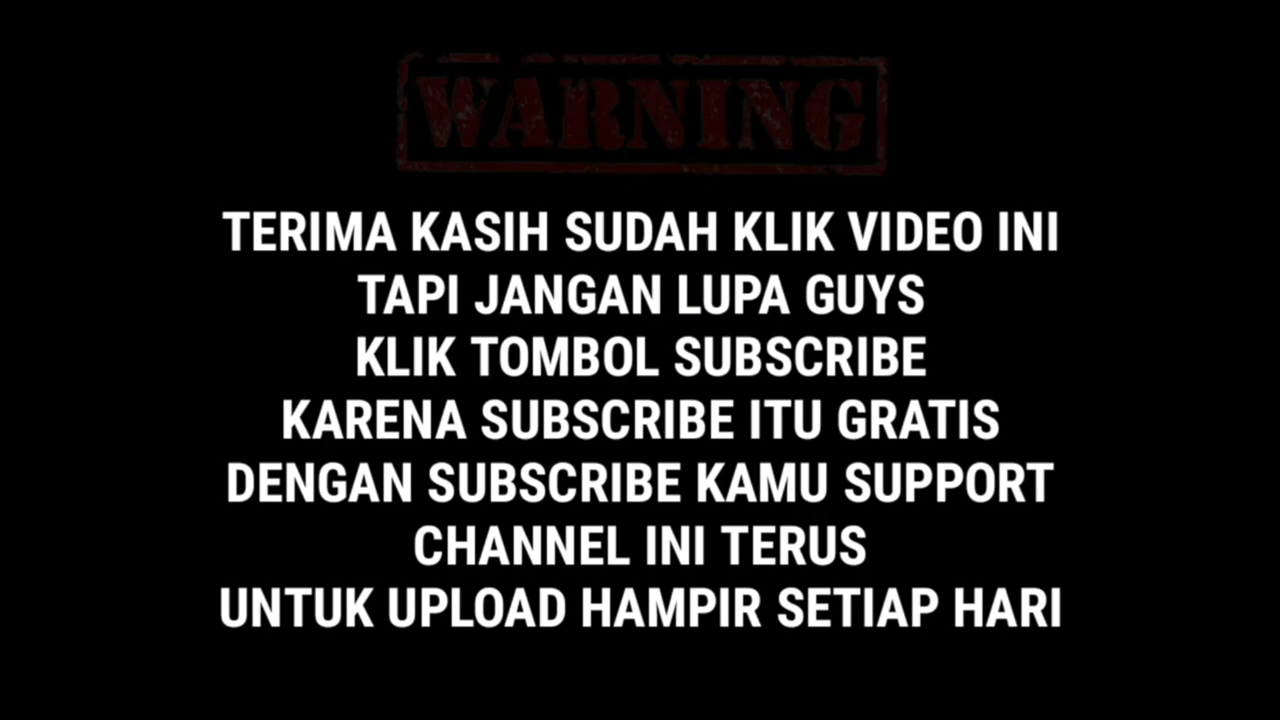 WARNING
TERIMA KASIH SUDAH KLIK VIDEO INI
TAPI JANGAN LUPA GUYS
KLIK TOMBOL SUBSCRIBE
KARENA SUBSCRIBE ITU GRATIS
DENGAN SUBSCRIBE KAMU SUPPORT
CHANNEL INI TERUS
UNTUK UPLOAD HAMPIR SETIAP HARI